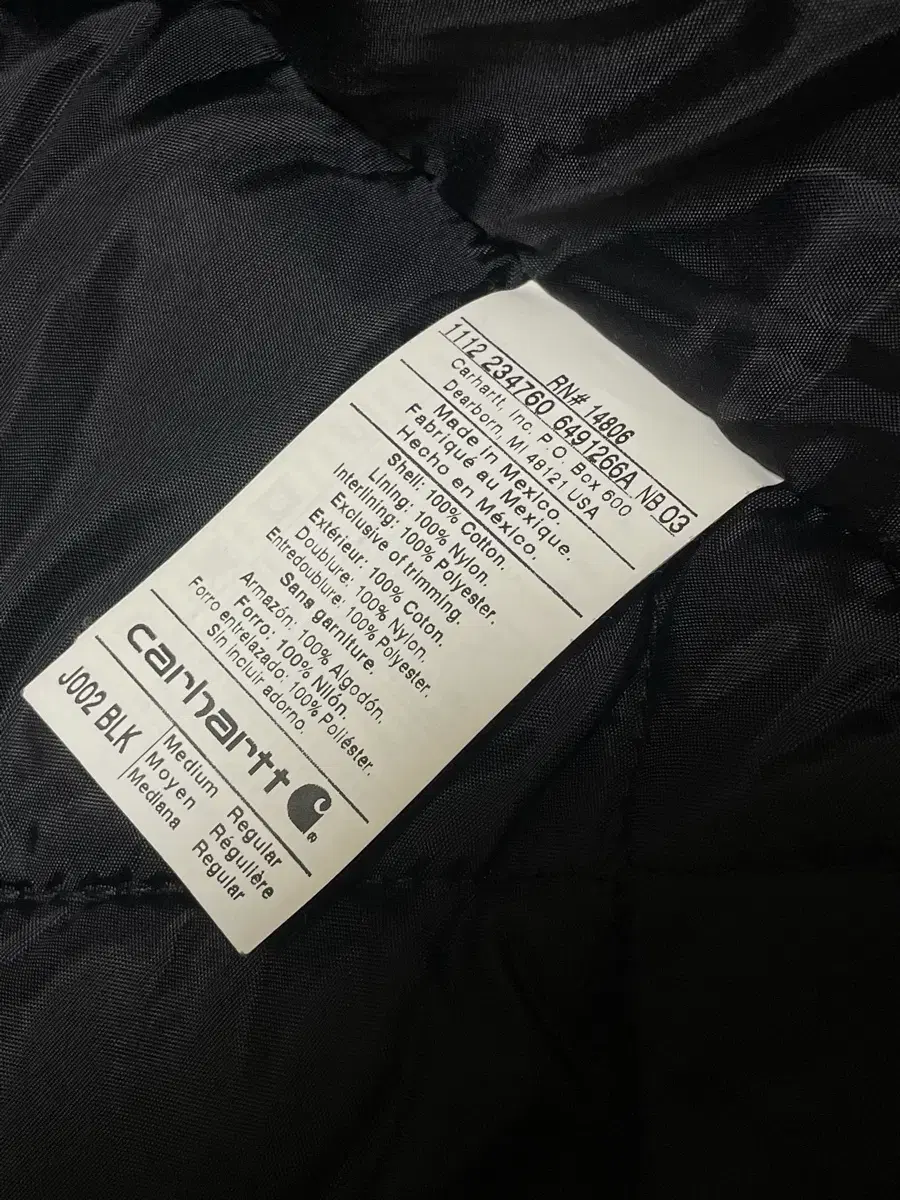 RN# 14806
1112 234760 6491266A NB 03
Carhartt, Inc. P.O. Box 600
Dearborn, MI 48121 USA
Made in Mexico.
Fabriqué au Mexique.
Hecho en México.
Shell: 100% Cotton.
Lining: 100% Nylon.
Interlining: 100% Polyester.
Exclusive of trimming.
Extérieur: 100% Coton.
Doublure: 100% Nylon.
Entredoublure: 100% Polyester.
Sans garniture.
Armazón: 100% Algodón.
Forro: 100% Nilón.
Forro entrelazado: 100% Poliéster.
Sin incluir adorno.
carhartt
J002 BLK
Medium Regular
Moyen Régulière
Mediana Regular